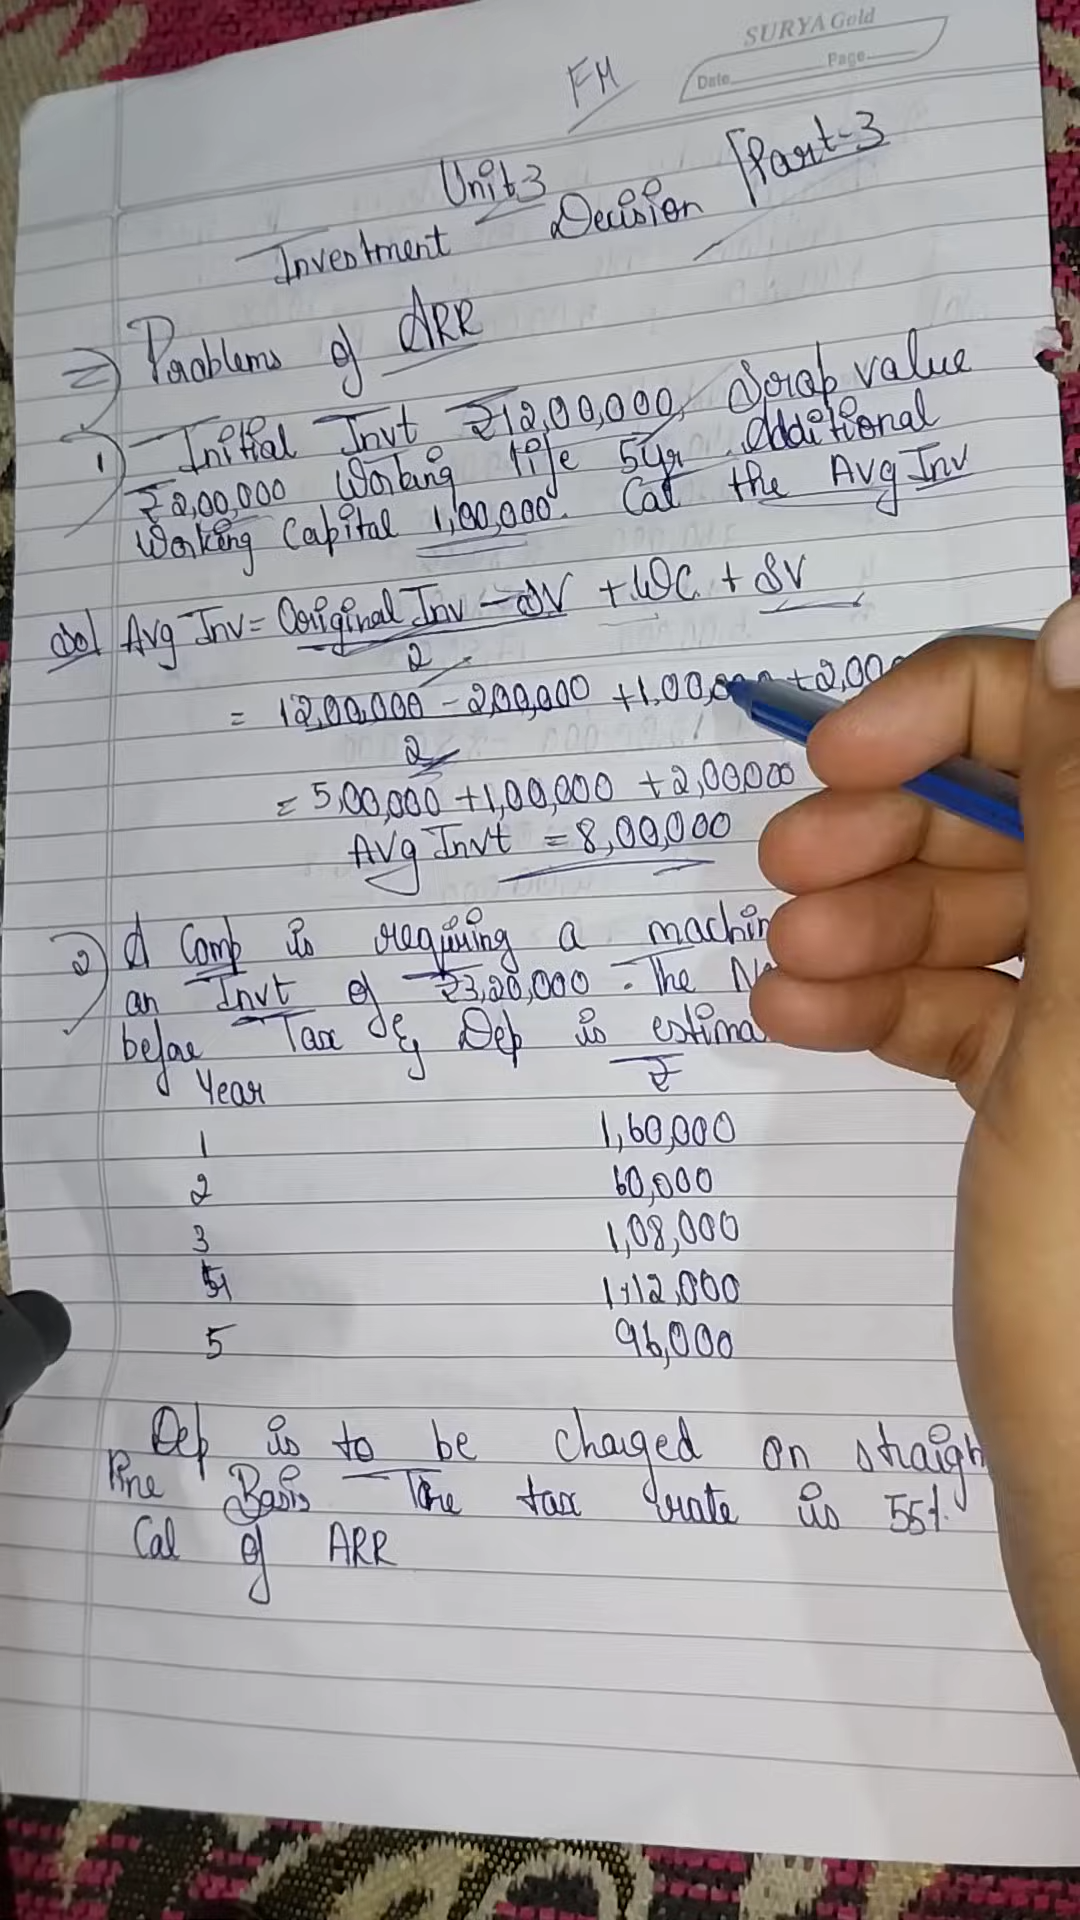 SURYA Gold
Date
Page
FM
Unit 3
Investment Decision Part-3
Problems of ARR
1) Initial Invt ₹12,00,000, Scrap value
₹2,00,000 Working life 5yr. Additional
Working Capital 1,00,000. Cal the Avg Inv
Sol Avg Inv = Original Inv - SV + WC + SV
2
= 12,00,000 - 2,00,000 + 1,00,000 + 2,00
2
= 5,00,000 + 1,00,000 + 2,00,000
Avg Invt = 8,00,000
2) A Comp is requiring a machin
an Invt of ₹3,20,000. The
before Tax & Dep is estima
Year ₹
1 1,60,000
2 60,000
3 1,08,000
4 1,12,000
5 96,000
Dep is to be charged on straigh
line Basis The tax rate is 55%.
Cal of ARR